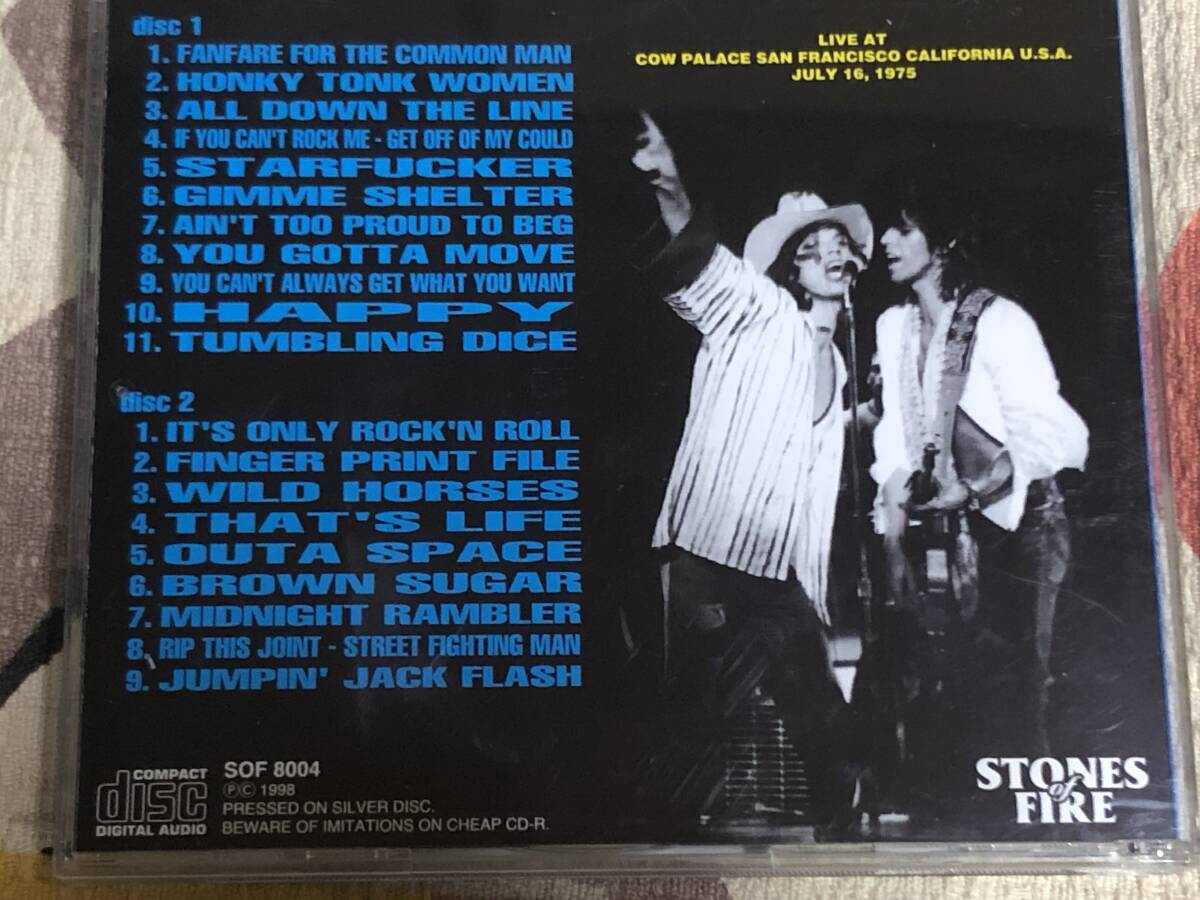 disc 1
1. FANFARE FOR THE COMMON MAN
2. HONKY TONK WOMEN
3. ALL DOWN THE LINE
4. IF YOU CAN'T ROCK ME - GET OFF OF MY COULD
5. STARFUCKER
6. GIMME SHELTER
7. AIN'T TOO PROUD TO BEG
8. YOU GOTTA MOVE
9. YOU CAN'T ALWAYS GET WHAT YOU WANT
10. HAPPY
11. TUMBLING DICE
disc 2
1. IT'S ONLY ROCK'N ROLL
2. FINGER PRINT FILE
3. WILD HORSES
4. THAT'S LIFE
5. OUTA SPACE
6. BROWN SUGAR
7. MIDNIGHT RAMBLER
8. RIP THIS JOINT - STREET FIGHTING MAN
9. JUMPIN' JACK FLASH
LIVE AT
COW PALACE SAN FRANCISCO CALIFORNIA U.S.A.
JULY 16, 1975
COMPACT
disc
DIGITAL AUDIO
SOF 8004
ⓅⒸ 1998
PRESSED ON SILVER DISC.
BEWARE OF IMITATIONS ON CHEAP CD-R.
STONES
of
FIRE